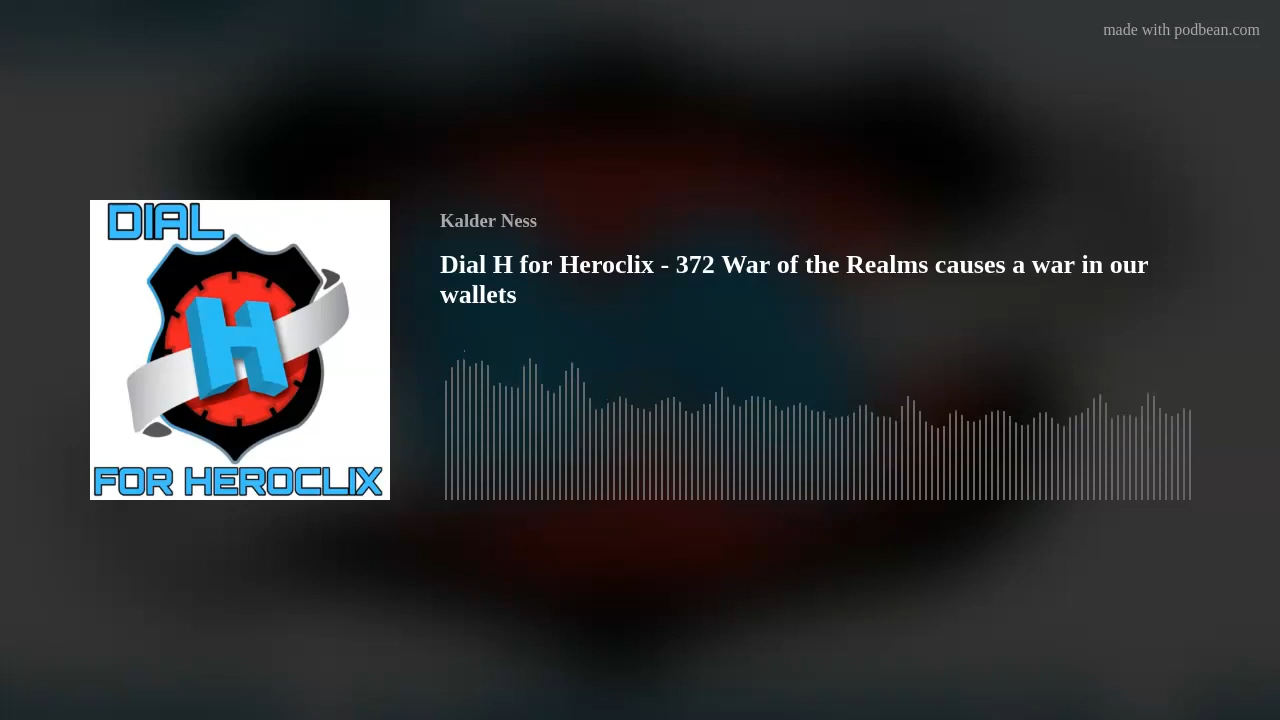 made with podbean.com
DIAL
H
FOR HEROCLIX
Kalder Ness
Dial H for Heroclix - 372 War of the Realms causes a war in our
wallets